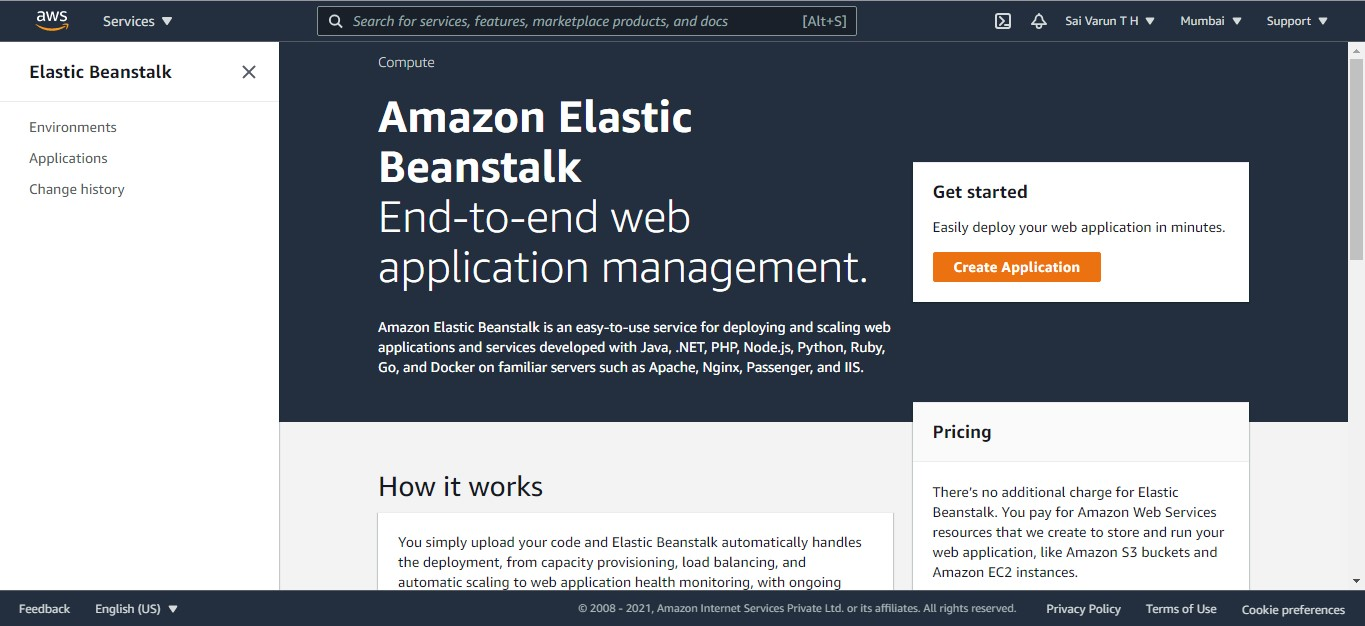 aws
Services
Search for services, features, marketplace products, and docs [Alt+S]
Sai Varun T H
Mumbai
Support
Elastic Beanstalk
Environments
Applications
Change history
Compute
Amazon Elastic
Beanstalk
End-to-end web
application management.
Amazon Elastic Beanstalk is an easy-to-use service for deploying and scaling web
applications and services developed with Java, .NET, PHP, Node.js, Python, Ruby,
Go, and Docker on familiar servers such as Apache, Nginx, Passenger, and IIS.
Get started
Easily deploy your web application in minutes.
Create Application
How it works
You simply upload your code and Elastic Beanstalk automatically handles
the deployment, from capacity provisioning, load balancing, and
automatic scaling to web application health monitoring, with ongoing
Pricing
There's no additional charge for Elastic
Beanstalk. You pay for Amazon Web Services
resources that we create to store and run your
web application, like Amazon S3 buckets and
Amazon EC2 instances.
Feedback
English (US)
© 2008 - 2021, Amazon Internet Services Private Ltd. or its affiliates. All rights reserved.
Privacy Policy
Terms of Use
Cookie preferences